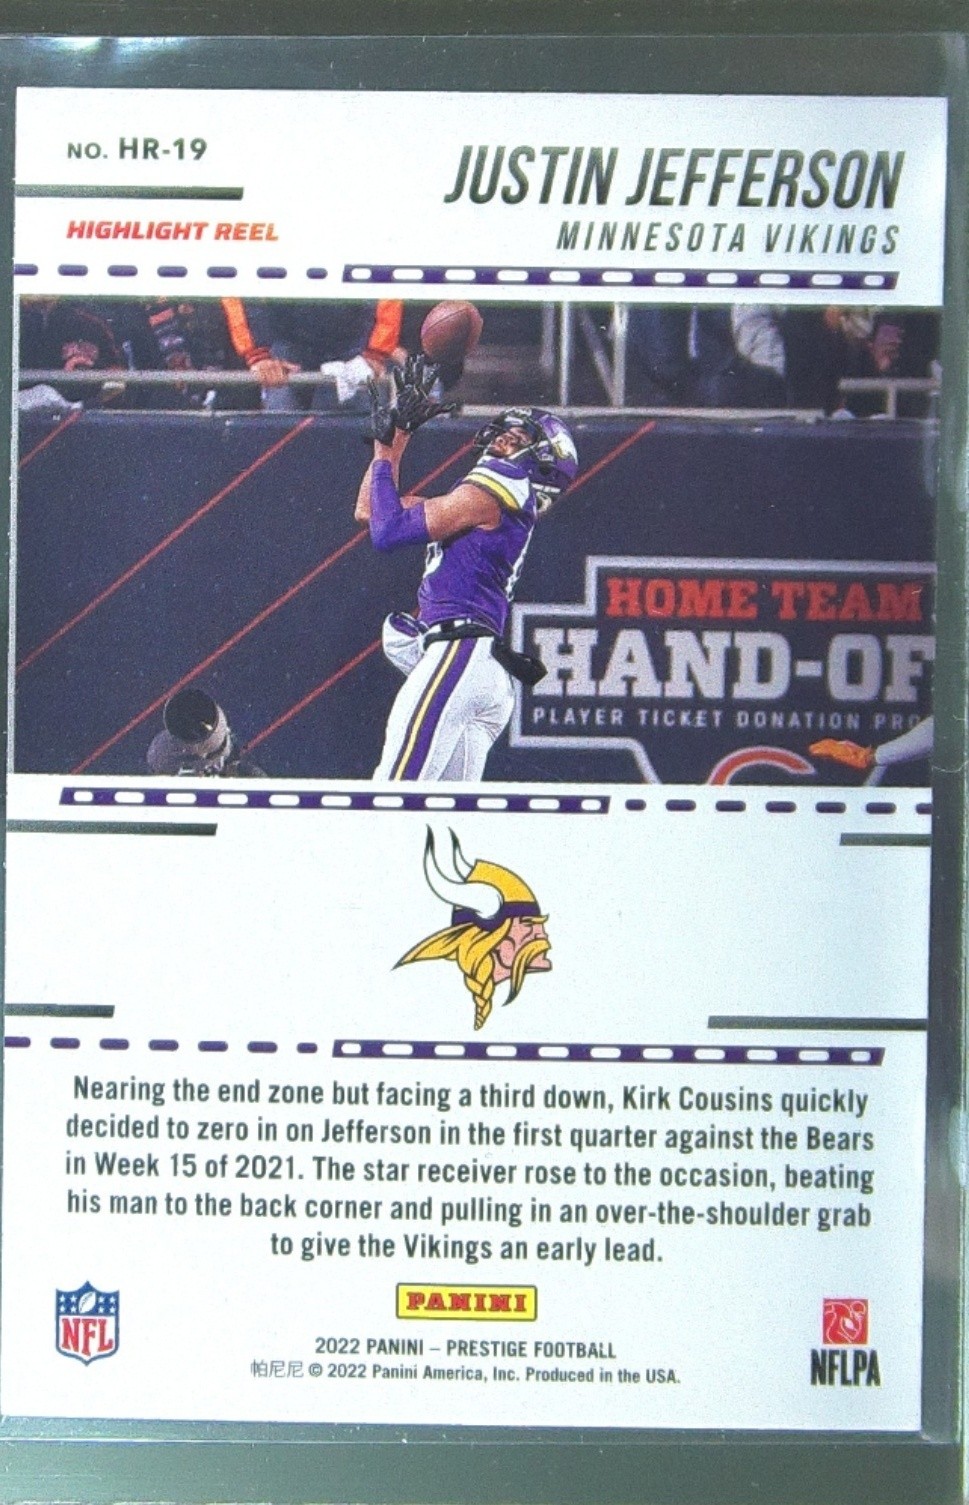 NO. HR-19
HIGHLIGHT REEL
JUSTIN JEFFERSON
MINNESOTA VIKINGS
HOME TEAM
HAND-OF
PLAYER TICKET DONATION PRO
Nearing the end zone but facing a third down, Kirk Cousins quickly
decided to zero in on Jefferson in the first quarter against the Bears
in Week 15 of 2021. The star receiver rose to the occasion, beating
his man to the back corner and pulling in an over-the-shoulder grab
to give the Vikings an early lead.
NFL
PANINI
2022 PANINI – PRESTIGE FOOTBALL
帕尼尼 © 2022 Panini America, Inc. Produced in the USA.
NFLPA